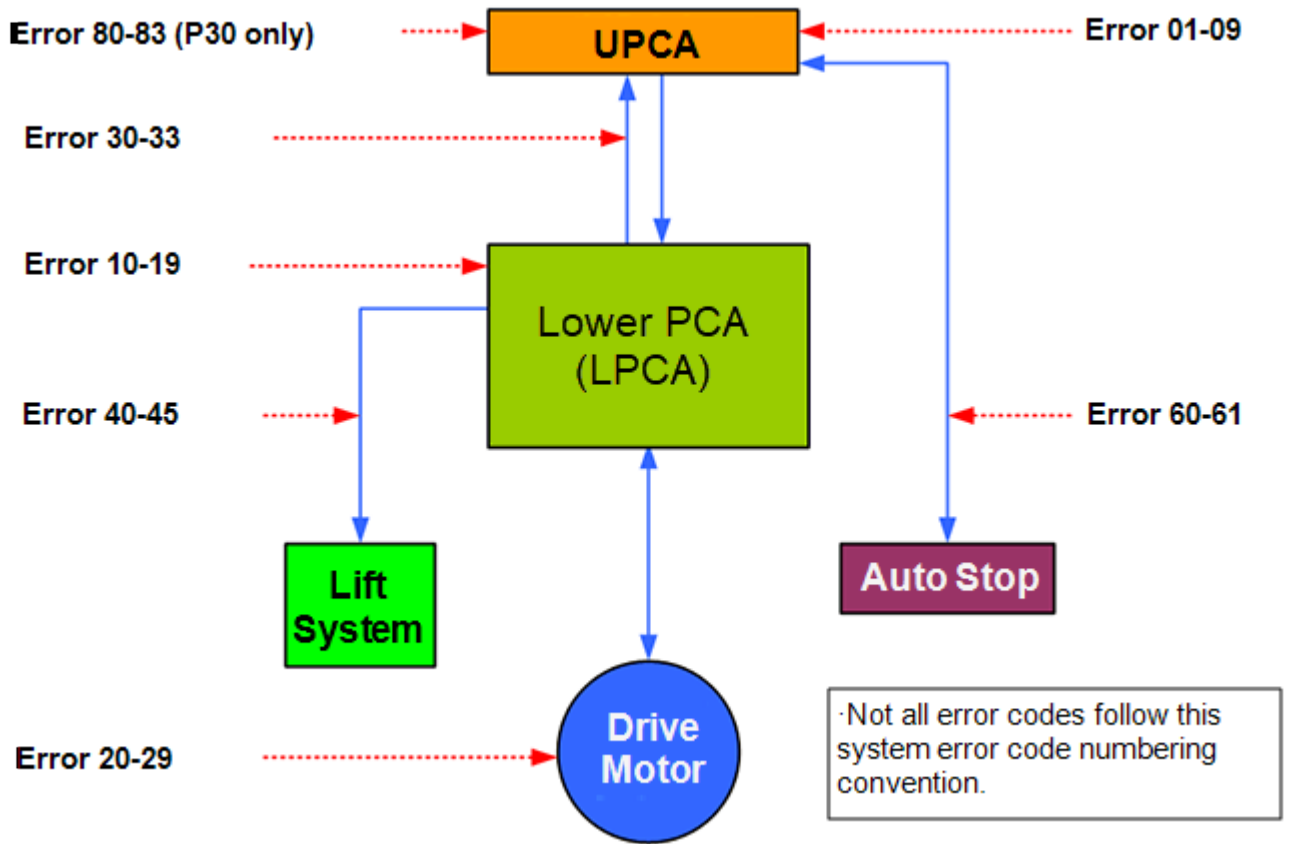 Error 80-83 (P30 only)
UPCA
Error 01-09
Error 30-33
Error 10-19
Lower PCA
(LPCA)
Error 40-45
Error 60-61
Lift
System
Auto Stop
Drive
Motor
Error 20-29
·Not all error codes follow this
system error code numbering
convention.